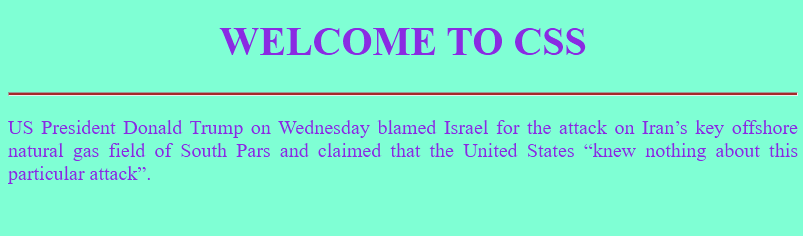 WELCOME TO CSS
US President Donald Trump on Wednesday blamed Israel for the attack on Iran’s key offshore
natural gas field of South Pars and claimed that the United States “knew nothing about this
particular attack”.